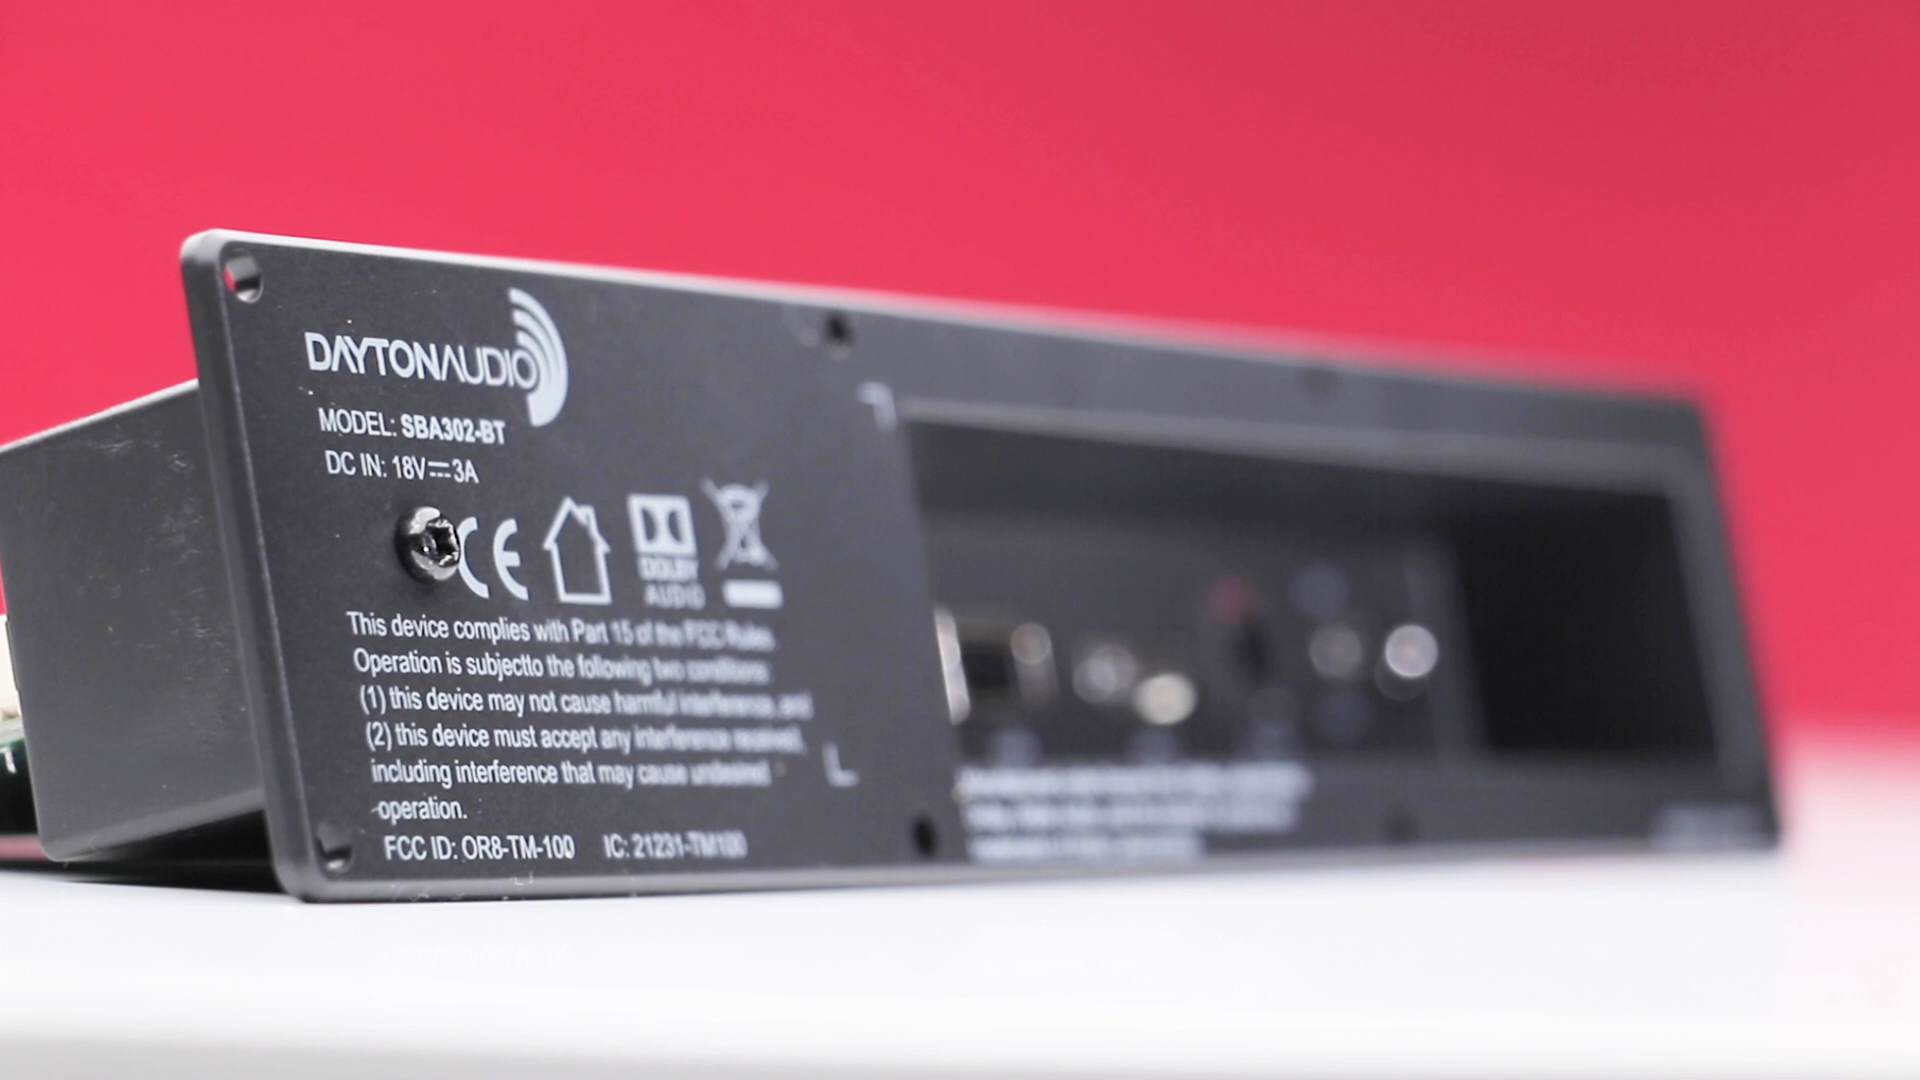 DAYTONAUDIO
MODEL: SBA302-BT
DC IN: 18V⎓3A
CE
DOLBY
AUDIO
This device complies with Part 15 of the FCC Rules.
Operation is subjectto the following two conditions:
(1) this device may not cause harmful interference, and
(2) this device must accept any interference received,
including interference that may cause undesired
operation.
FCC ID: OR8-TM-100 IC: 21231-TM100